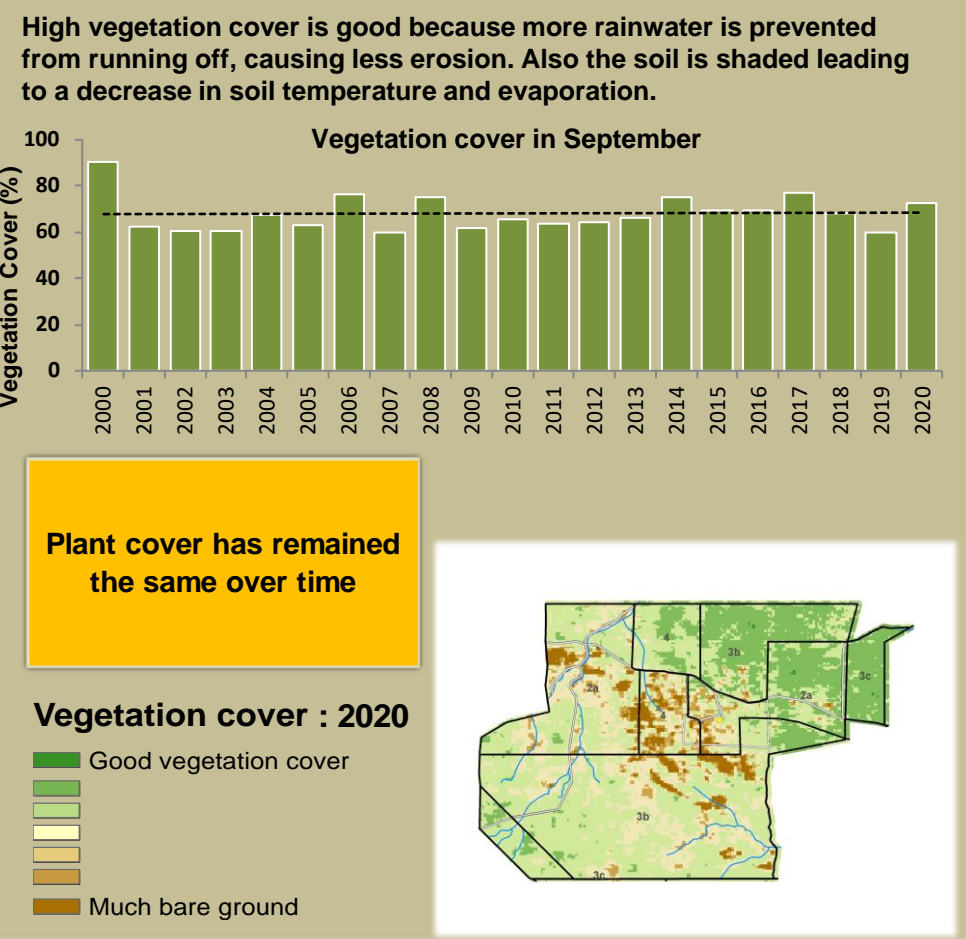 High vegetation cover is good because more rainwater is prevented
from running off, causing less erosion. Also the soil is shaded leading
to a decrease in soil temperature and evaporation.
Vegetation cover in September
Vegetation Cover (%)
100
80
60
40
20
0
2000 2001 2002 2003 2004 2005 2006 2007 2008 2009 2010 2011 2012 2013 2014 2015 2016 2017 2018 2019 2020
Plant cover has remained
the same over time
Vegetation cover : 2020
Good vegetation cover
Much bare ground
4
3b
3c
2a
2a
4
3b
3c